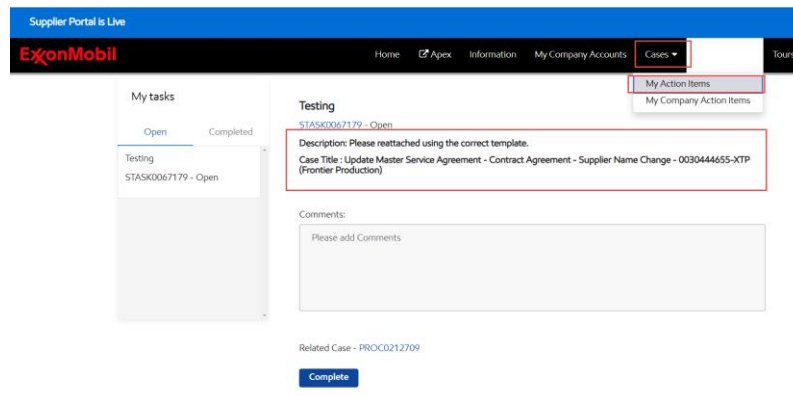 Supplier Portal is Live
ExxonMobil
Home Apex Information My Company Accounts Cases Tours
My Action Items
My Company Action Items
My tasks
Open Completed
Testing
STASK0067179 - Open
Testing
STASK0067179 - Open
Description: Please reattached using the correct template.
Case Title : Update Master Service Agreement - Contract Agreement - Supplier Name Change - 0030444655-XTP
(Frontier Production)
Comments:
Please add Comments
Related Case - PROC0212709
Complete